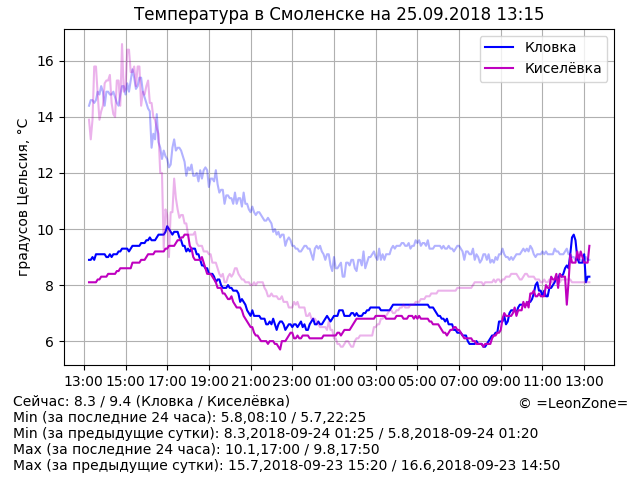 Температура в Смоленске на 25.09.2018 13:15
Кловка
Киселёвка
градусов Цельсия, °C
16
14
12
10
8
6
13:00 15:00 17:00 19:00 21:00 23:00 01:00 03:00 05:00 07:00 09:00 11:00 13:00
Сейчас: 8.3 / 9.4 (Кловка / Киселёвка)
© =LeonZone=
Min (за последние 24 часа): 5.8,08:10 / 5.7,22:25
Min (за предыдущие сутки): 8.3,2018-09-24 01:25 / 5.8,2018-09-24 01:20
Max (за последние 24 часа): 10.1,17:00 / 9.8,17:50
Max (за предыдущие сутки): 15.7,2018-09-23 15:20 / 16.6,2018-09-23 14:50